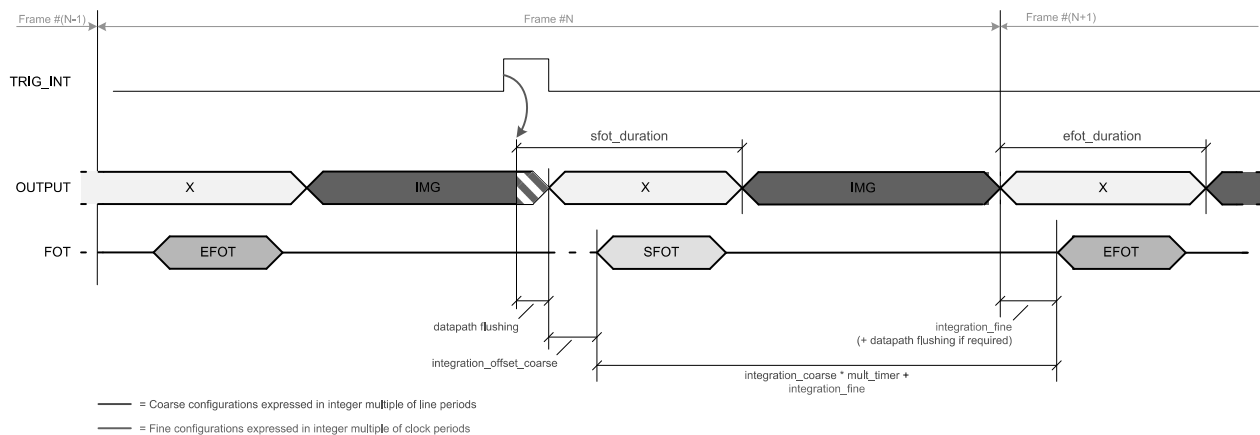 Frame #(N-1)
Frame #N
Frame #(N+1)
TRIG_INT
sfot_duration
efot_duration
OUTPUT
X
IMG
X
IMG
X
FOT
EFOT
SFOT
EFOT
datapath flushing
integration_fine
(+ datapath flushing if required)
integration_offset_coarse
integration_coarse * mult_timer +
integration_fine
= Coarse configurations expressed in integer multiple of line periods
= Fine configurations expressed in integer multiple of clock periods